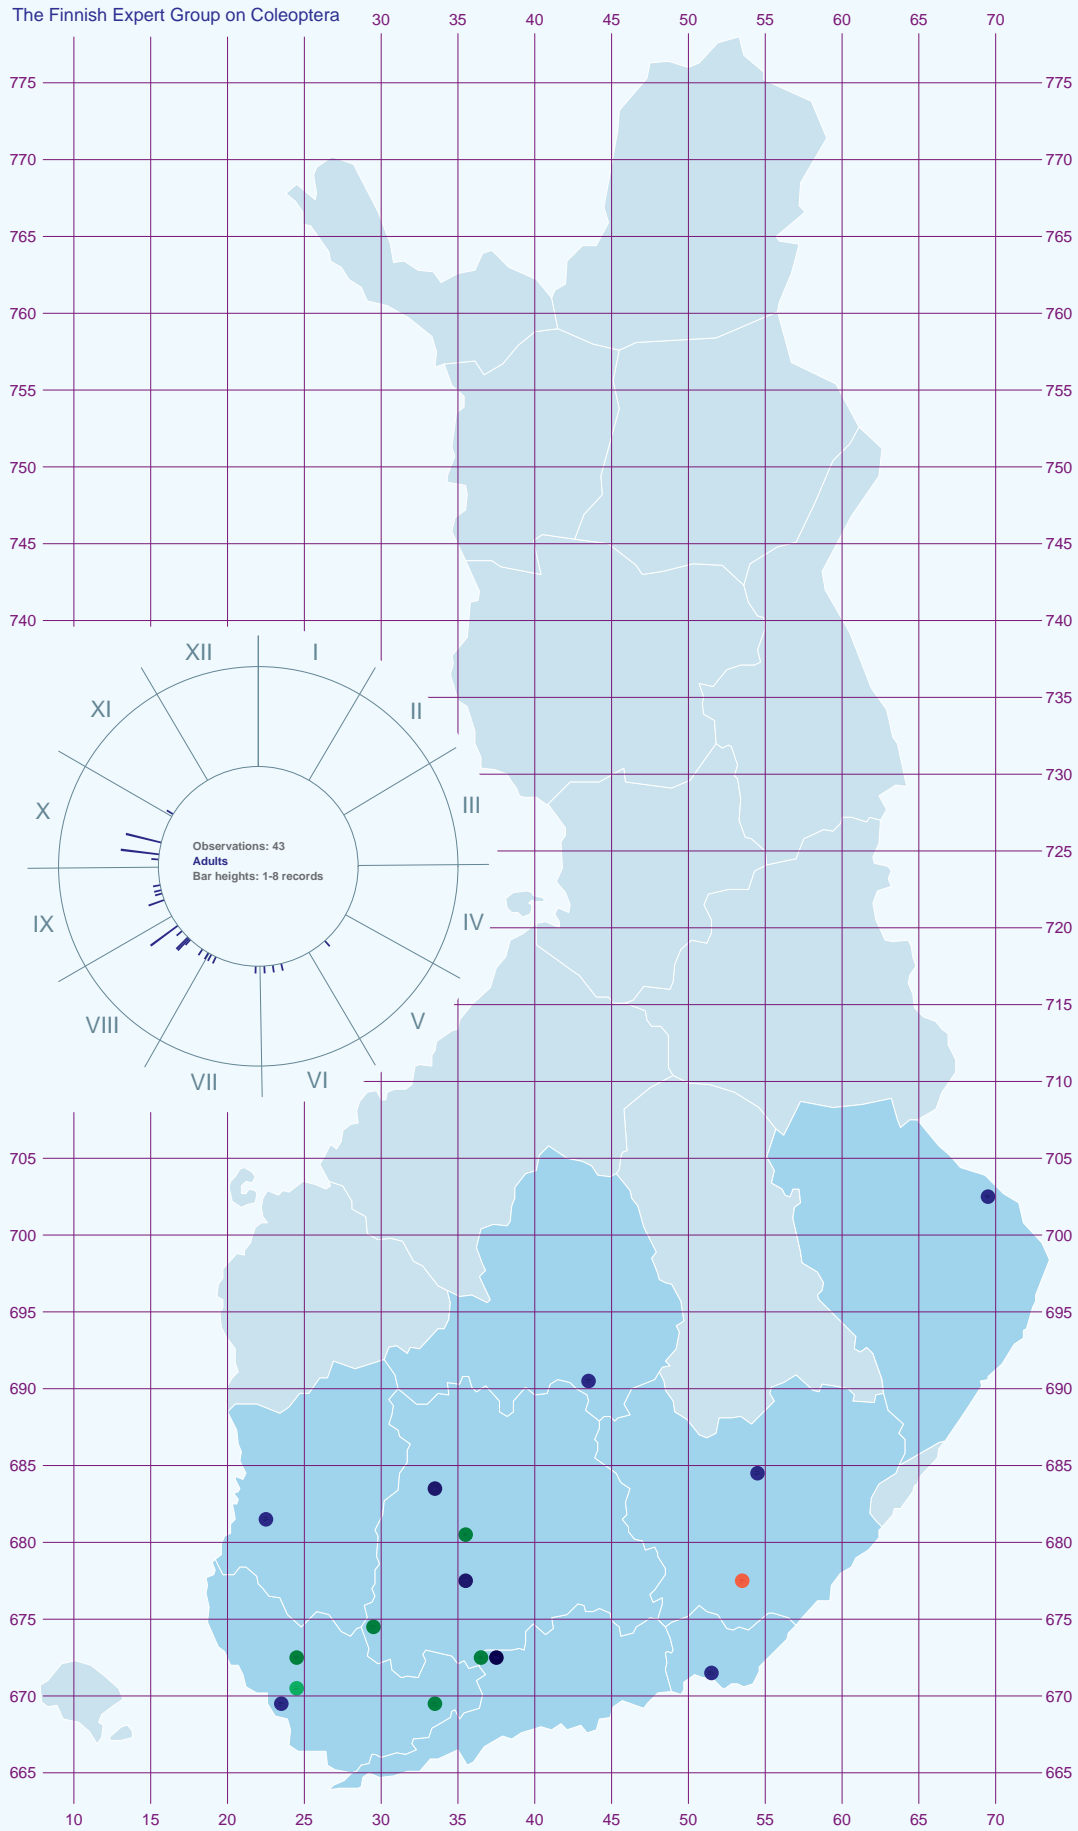 The Finnish Expert Group on Coleoptera
30 35 40 45 50 55 60 65 70
775 775
770 770
765 765
760 760
755 755
750 750
745 745
740 740
XII I
XI II
735
730
X III
725
Observations: 43
Adults
Bar heights: 1-8 records
IX IV
720
715
VIII V
VII VI
710
705 705
700 700
695 695
690 690
685 685
680 680
675 675
670 670
665 665
10 15 20 25 30 35 40 45 50 55 60 65 70